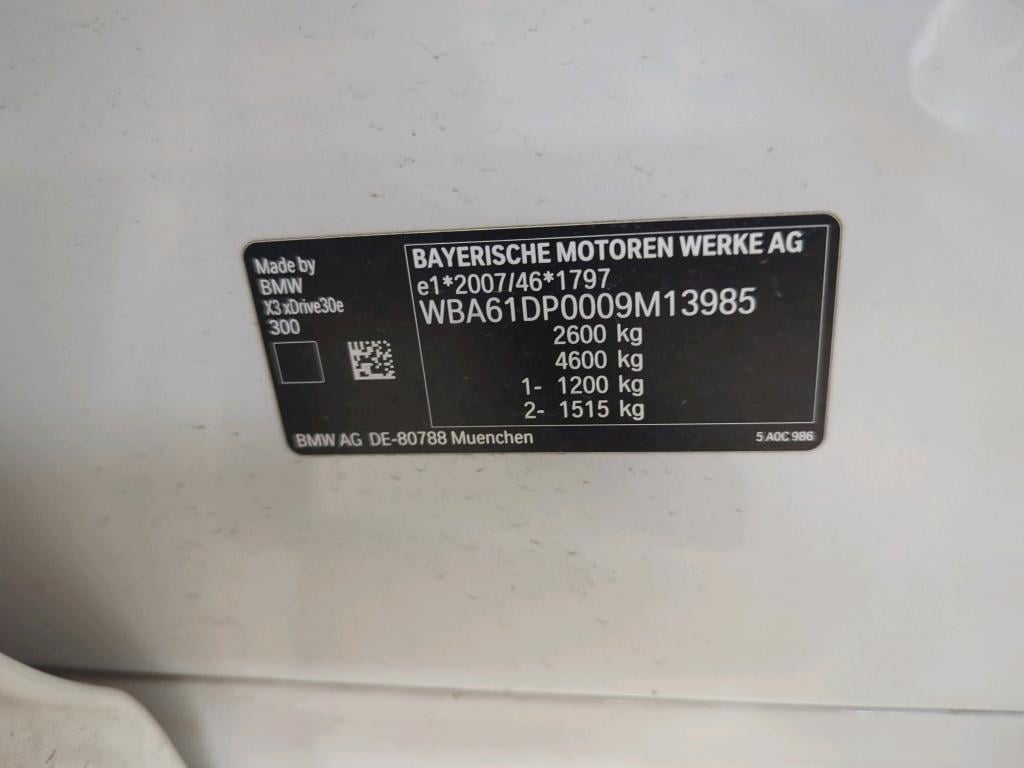 Made by
BMW
X3 xDrive30e
300
BAYERISCHE MOTOREN WERKE AG
e1*2007/46*1797
WBA61DP0009M13985
2600 kg
4600 kg
1- 1200 kg
2- 1515 kg
BMW AG DE-80788 Muenchen
5 A0C 986